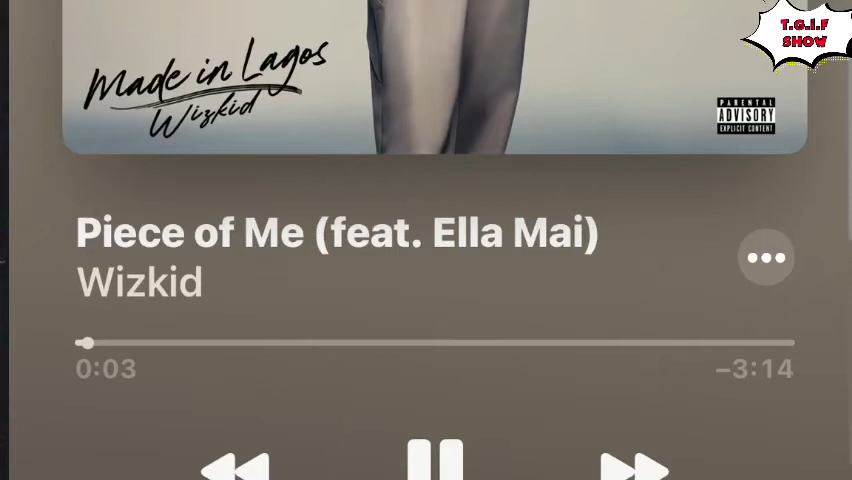 T.G.I.F
SHOW
Made in Lagos
Wizkid
PARENTAL
ADVISORY
EXPLICIT CONTENT
Piece of Me (feat. Ella Mai)
Wizkid
0:03
−3:14